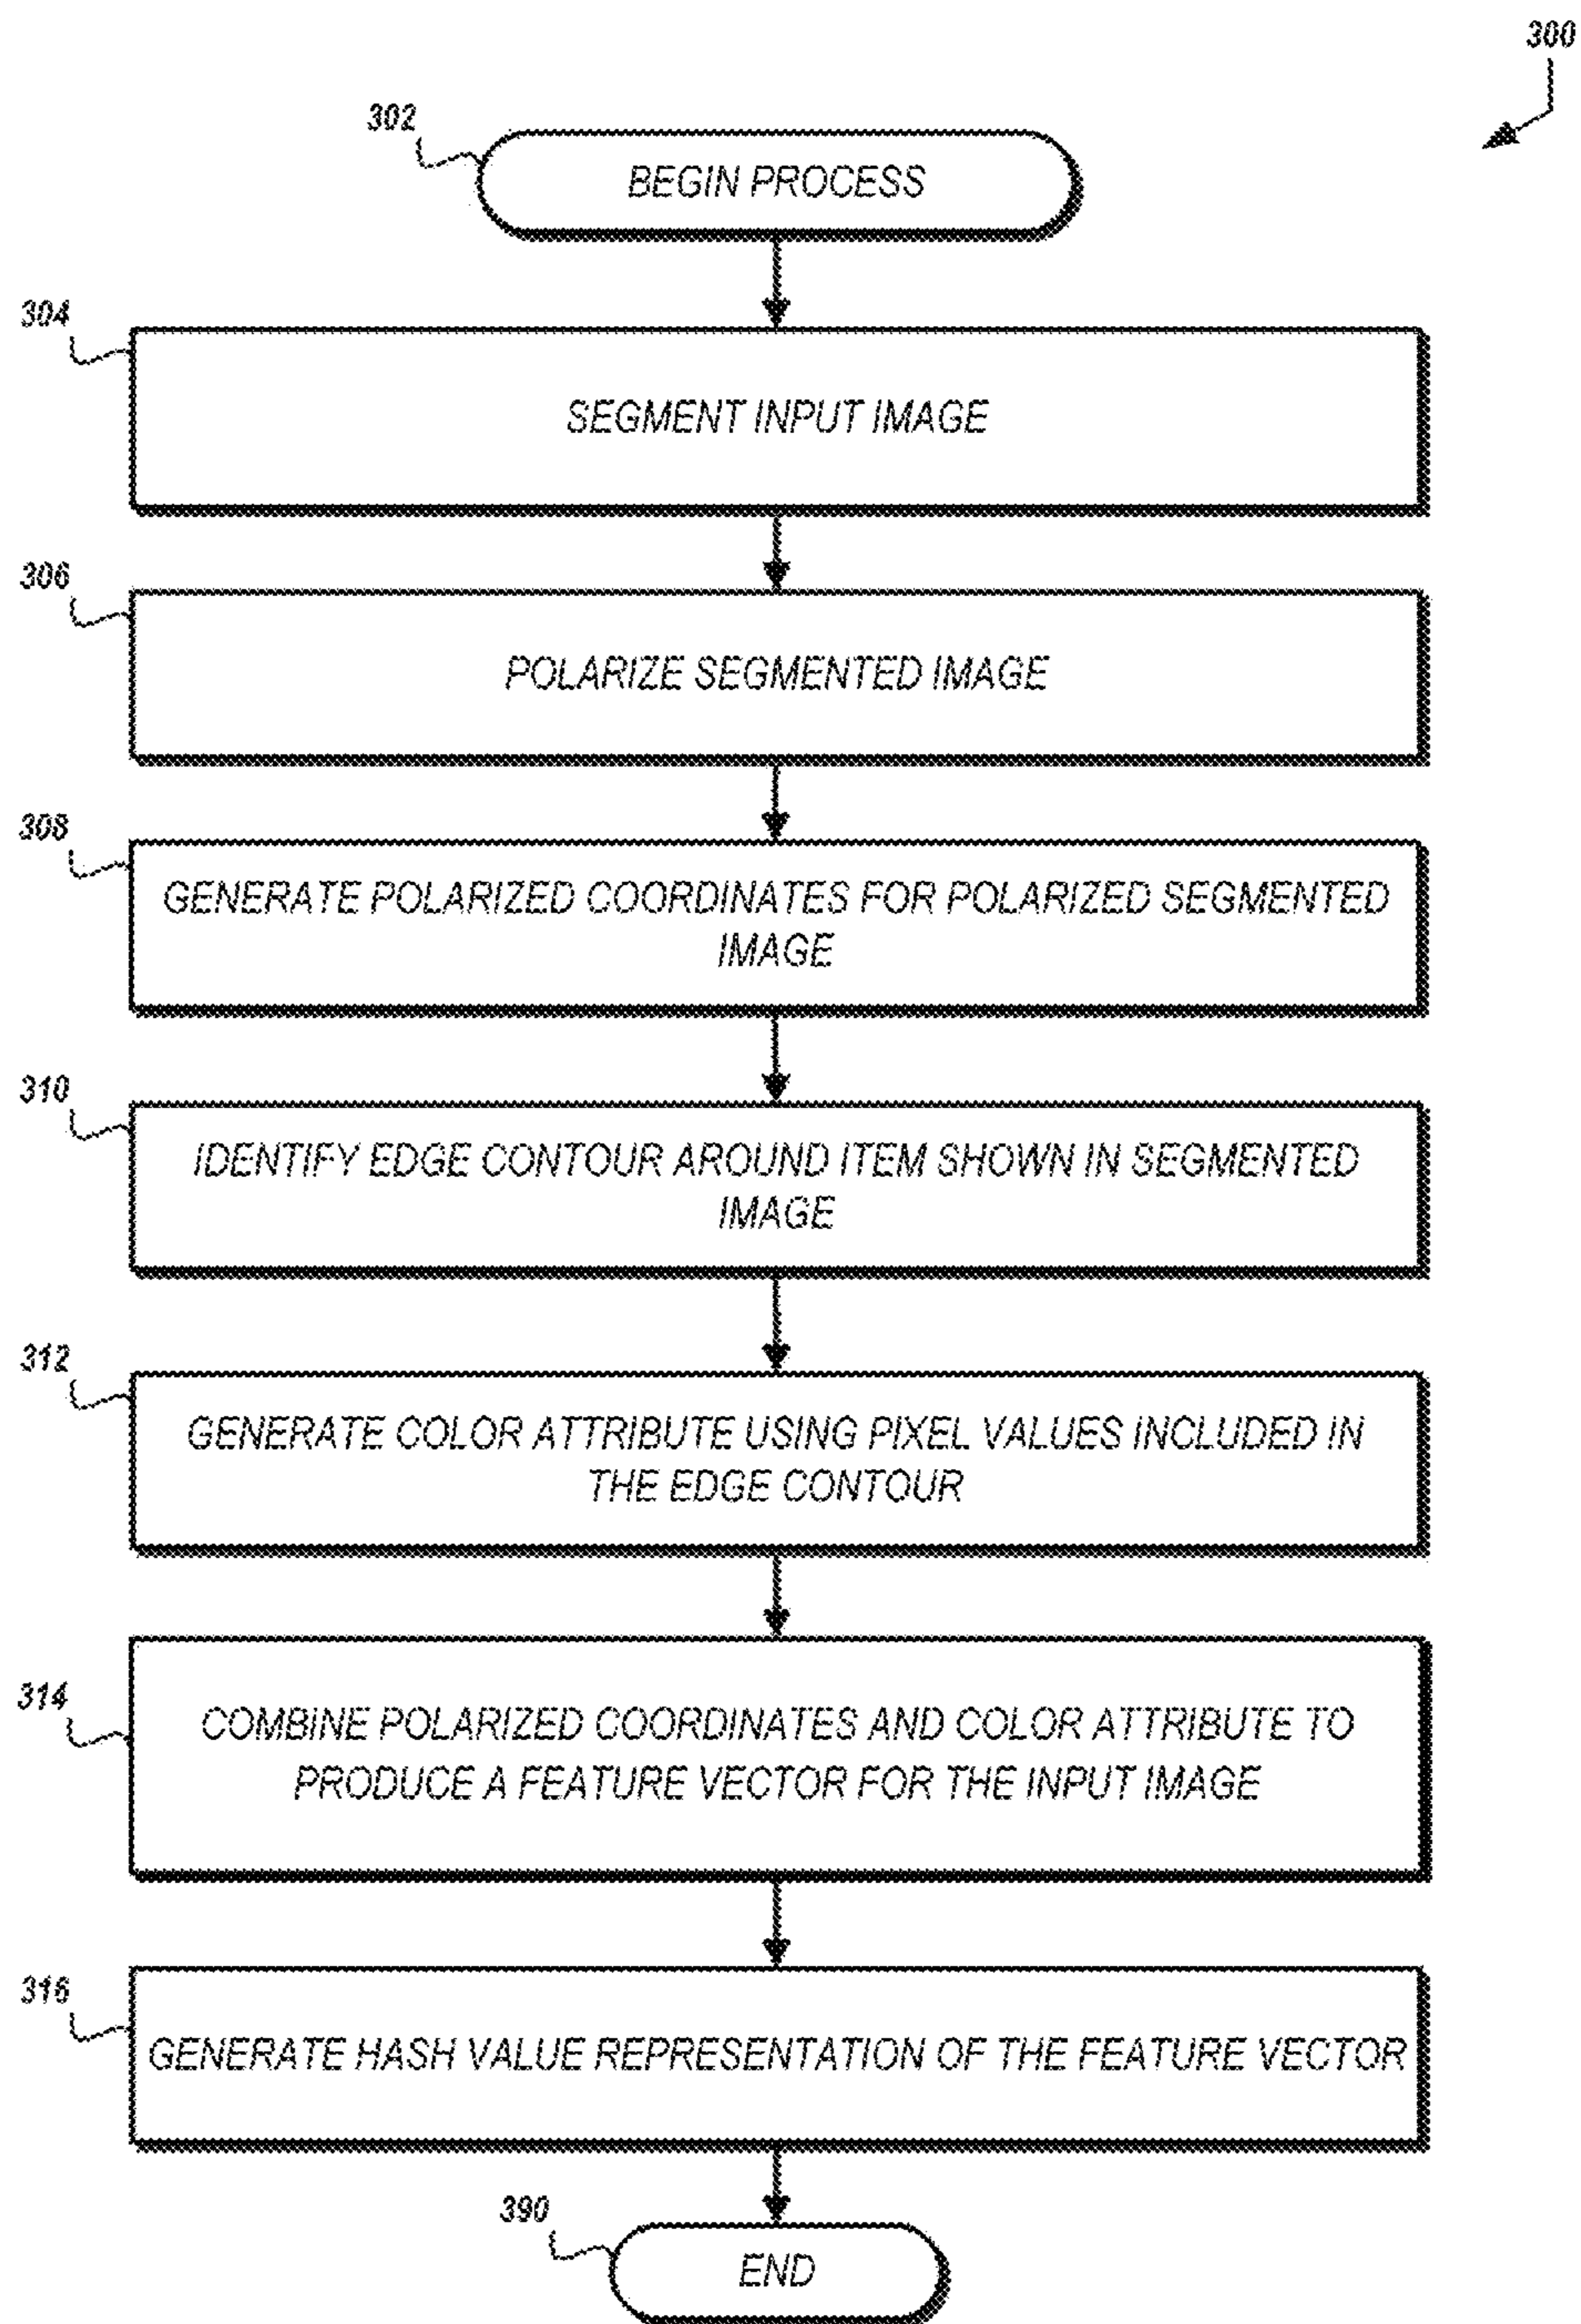 300
302
BEGIN PROCESS
304
SEGMENT INPUT IMAGE
306
POLARIZE SEGMENTED IMAGE
308
GENERATE POLARIZED COORDINATES FOR POLARIZED SEGMENTED
IMAGE
310
IDENTIFY EDGE CONTOUR AROUND ITEM SHOWN IN SEGMENTED
IMAGE
312
GENERATE COLOR ATTRIBUTE USING PIXEL VALUES INCLUDED IN
THE EDGE CONTOUR
314
COMBINE POLARIZED COORDINATES AND COLOR ATTRIBUTE TO
PRODUCE A FEATURE VECTOR FOR THE INPUT IMAGE
316
GENERATE HASH VALUE REPRESENTATION OF THE FEATURE VECTOR
390
END